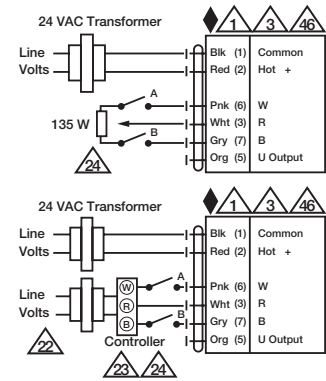 24 VAC Transformer
1 3 46
Line
Volts
Blk (1) Common
Red (2) Hot +
A
Pnk (6) W
135 W
Wht (3) R
B
Gry (7) B
24
Org (5) U Output
24 VAC Transformer
1 3 46
Line
Volts
Blk (1) Common
Red (2) Hot +
A
W
Pnk (6) W
Line
Volts
R
Wht (3) R
B
B
Gry (7) B
22
Controller
Org (5) U Output
23 24